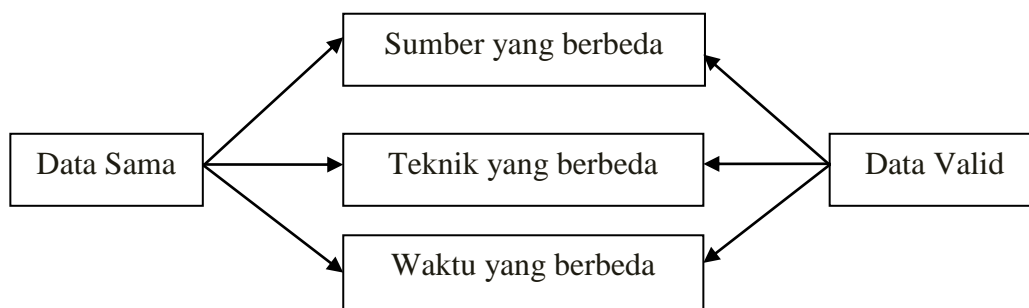 Sumber yang berbeda
Data Sama
Teknik yang berbeda
Data Valid
Waktu yang berbeda